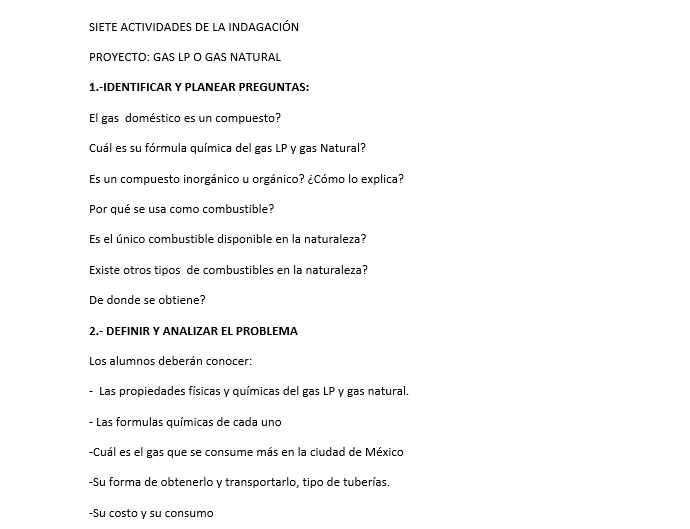 SIETE ACTIVIDADES DE LA INDAGACIÓN
PROYECTO: GAS LP O GAS NATURAL
1.-IDENTIFICAR Y PLANEAR PREGUNTAS:
El gas  doméstico es un compuesto?
Cuál es su fórmula química del gas LP y gas Natural?
Es un compuesto inorgánico u orgánico? ¿Cómo lo explica?
Por qué se usa como combustible?
Es el único combustible disponible en la naturaleza?
Existe otros tipos  de combustibles en la naturaleza?
De donde se obtiene?
2.- DEFINIR Y ANALIZAR EL PROBLEMA
Los alumnos deberán conocer:
-  Las propiedades físicas y químicas del gas LP y gas natural.
- Las formulas químicas de cada uno
-Cuál es el gas que se consume más en la ciudad de México
-Su forma de obtenerlo y transportarlo, tipo de tuberías.
-Su costo y su consumo